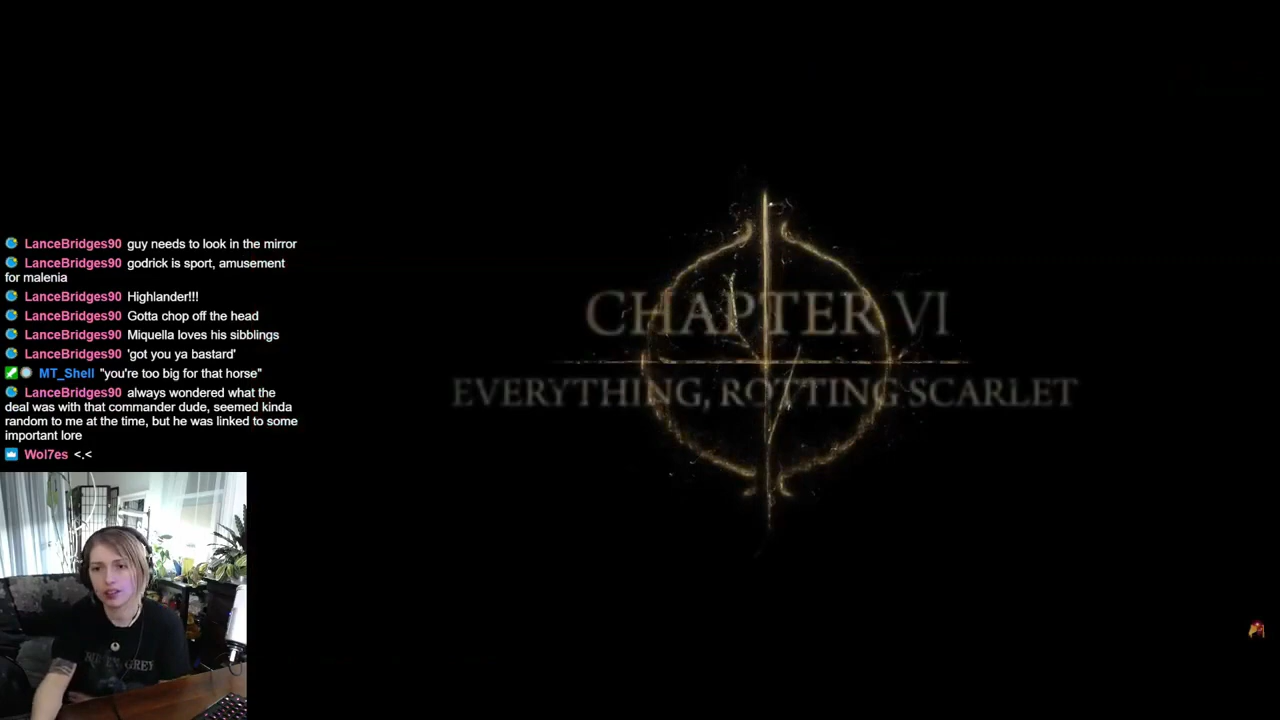 CHAPTER VI
EVERYTHING, ROTTING SCARLET
LanceBridges90 guy needs to look in the mirror
LanceBridges90 godrick is sport, amusement
for malenia
LanceBridges90 Highlander!!!
LanceBridges90 Gotta chop off the head
LanceBridges90 Miquella loves his sibblings
LanceBridges90 'got you ya bastard'
MT_Shell "you're too big for that horse"
LanceBridges90 always wondered what the
deal was with that commander dude, seemed kinda
random to me at the time, but he was linked to some
important lore
Wol7es <.<